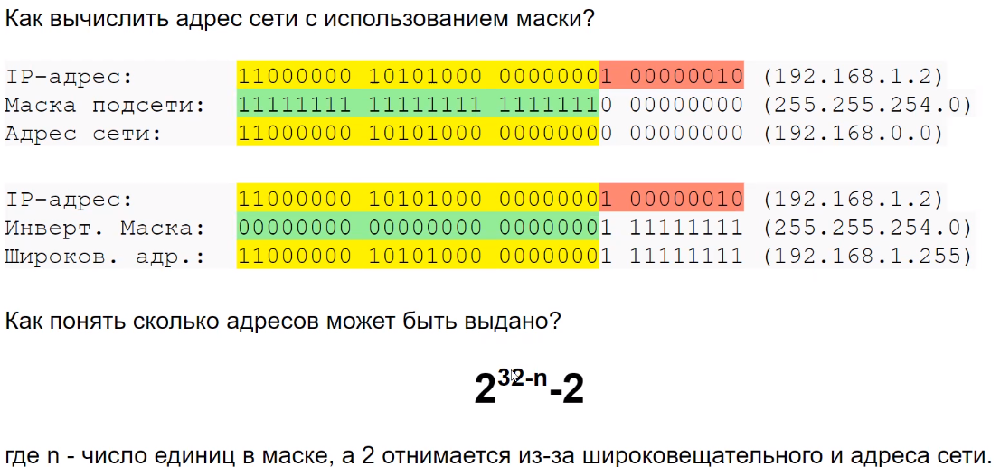 Как вычислить адрес сети с использованием маски?
IP-адрес: 11000000 10101000 00000001 00000010 (192.168.1.2)
Маска подсети: 11111111 11111111 11111110 00000000 (255.255.254.0)
Адрес сети: 11000000 10101000 00000000 00000000 (192.168.0.0)
IP-адрес: 11000000 10101000 00000001 00000010 (192.168.1.2)
Инверт. Маска: 00000000 00000000 00000001 11111111 (255.255.254.0)
Широков. адр.: 11000000 10101000 00000001 11111111 (192.168.1.255)
Как понять сколько адресов может быть выдано?
2^32-n-2
где n - число единиц в маске, а 2 отнимается из-за широковещательного и адреса сети.